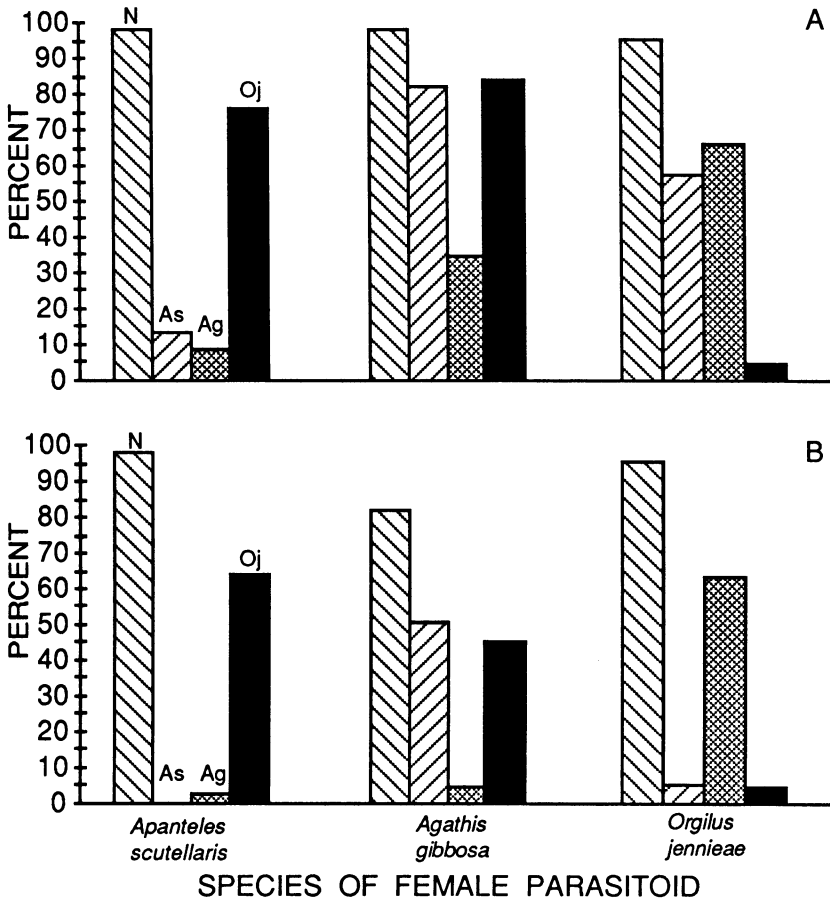 A
PERCENT
100
90
80
70
60
50
40
30
20
10
0
N
As
Ag
Oj
B
PERCENT
100
90
80
70
60
50
40
30
20
10
0
N
As
Ag
Oj
Apanteles
scutellaris
Agathis
gibbosa
Orgilus
jennieae
SPECIES OF FEMALE PARASITOID